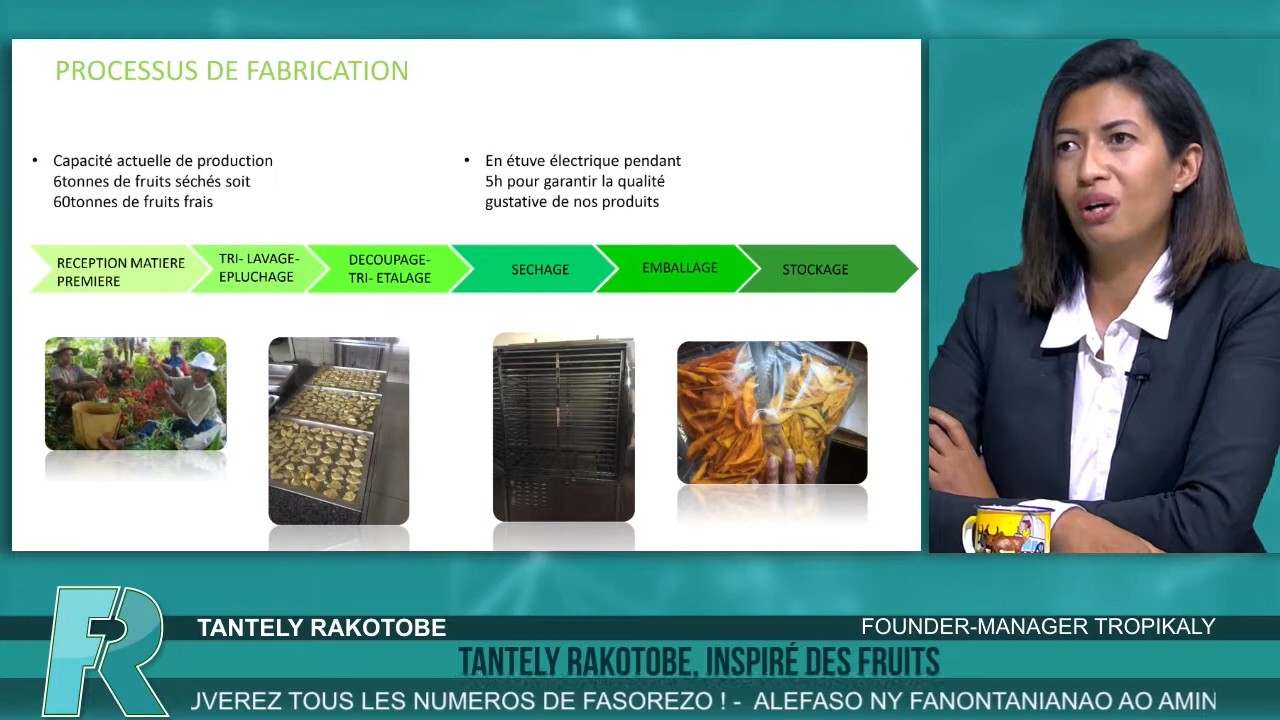 PROCESSUS DE FABRICATION
• Capacité actuelle de production
6tonnes de fruits séchés soit
60tonnes de fruits frais
• En étuve électrique pendant
5h pour garantir la qualité
gustative de nos produits
RECEPTION MATIERE
PREMIERE
TRI- LAVAGE-
EPLUCHAGE
DECOUPAGE-
TRI- ETALAGE
SECHAGE
EMBALLAGE
STOCKAGE
FR
TANTELY RAKOTOBE
FOUNDER-MANAGER TROPIKALY
TANTELY RAKOTOBE, INSPIRÉ DES FRUITS
UVEREZ TOUS LES NUMEROS DE FASOREZO ! - ALEFASO NY FANONTANIANAO AO AMIN